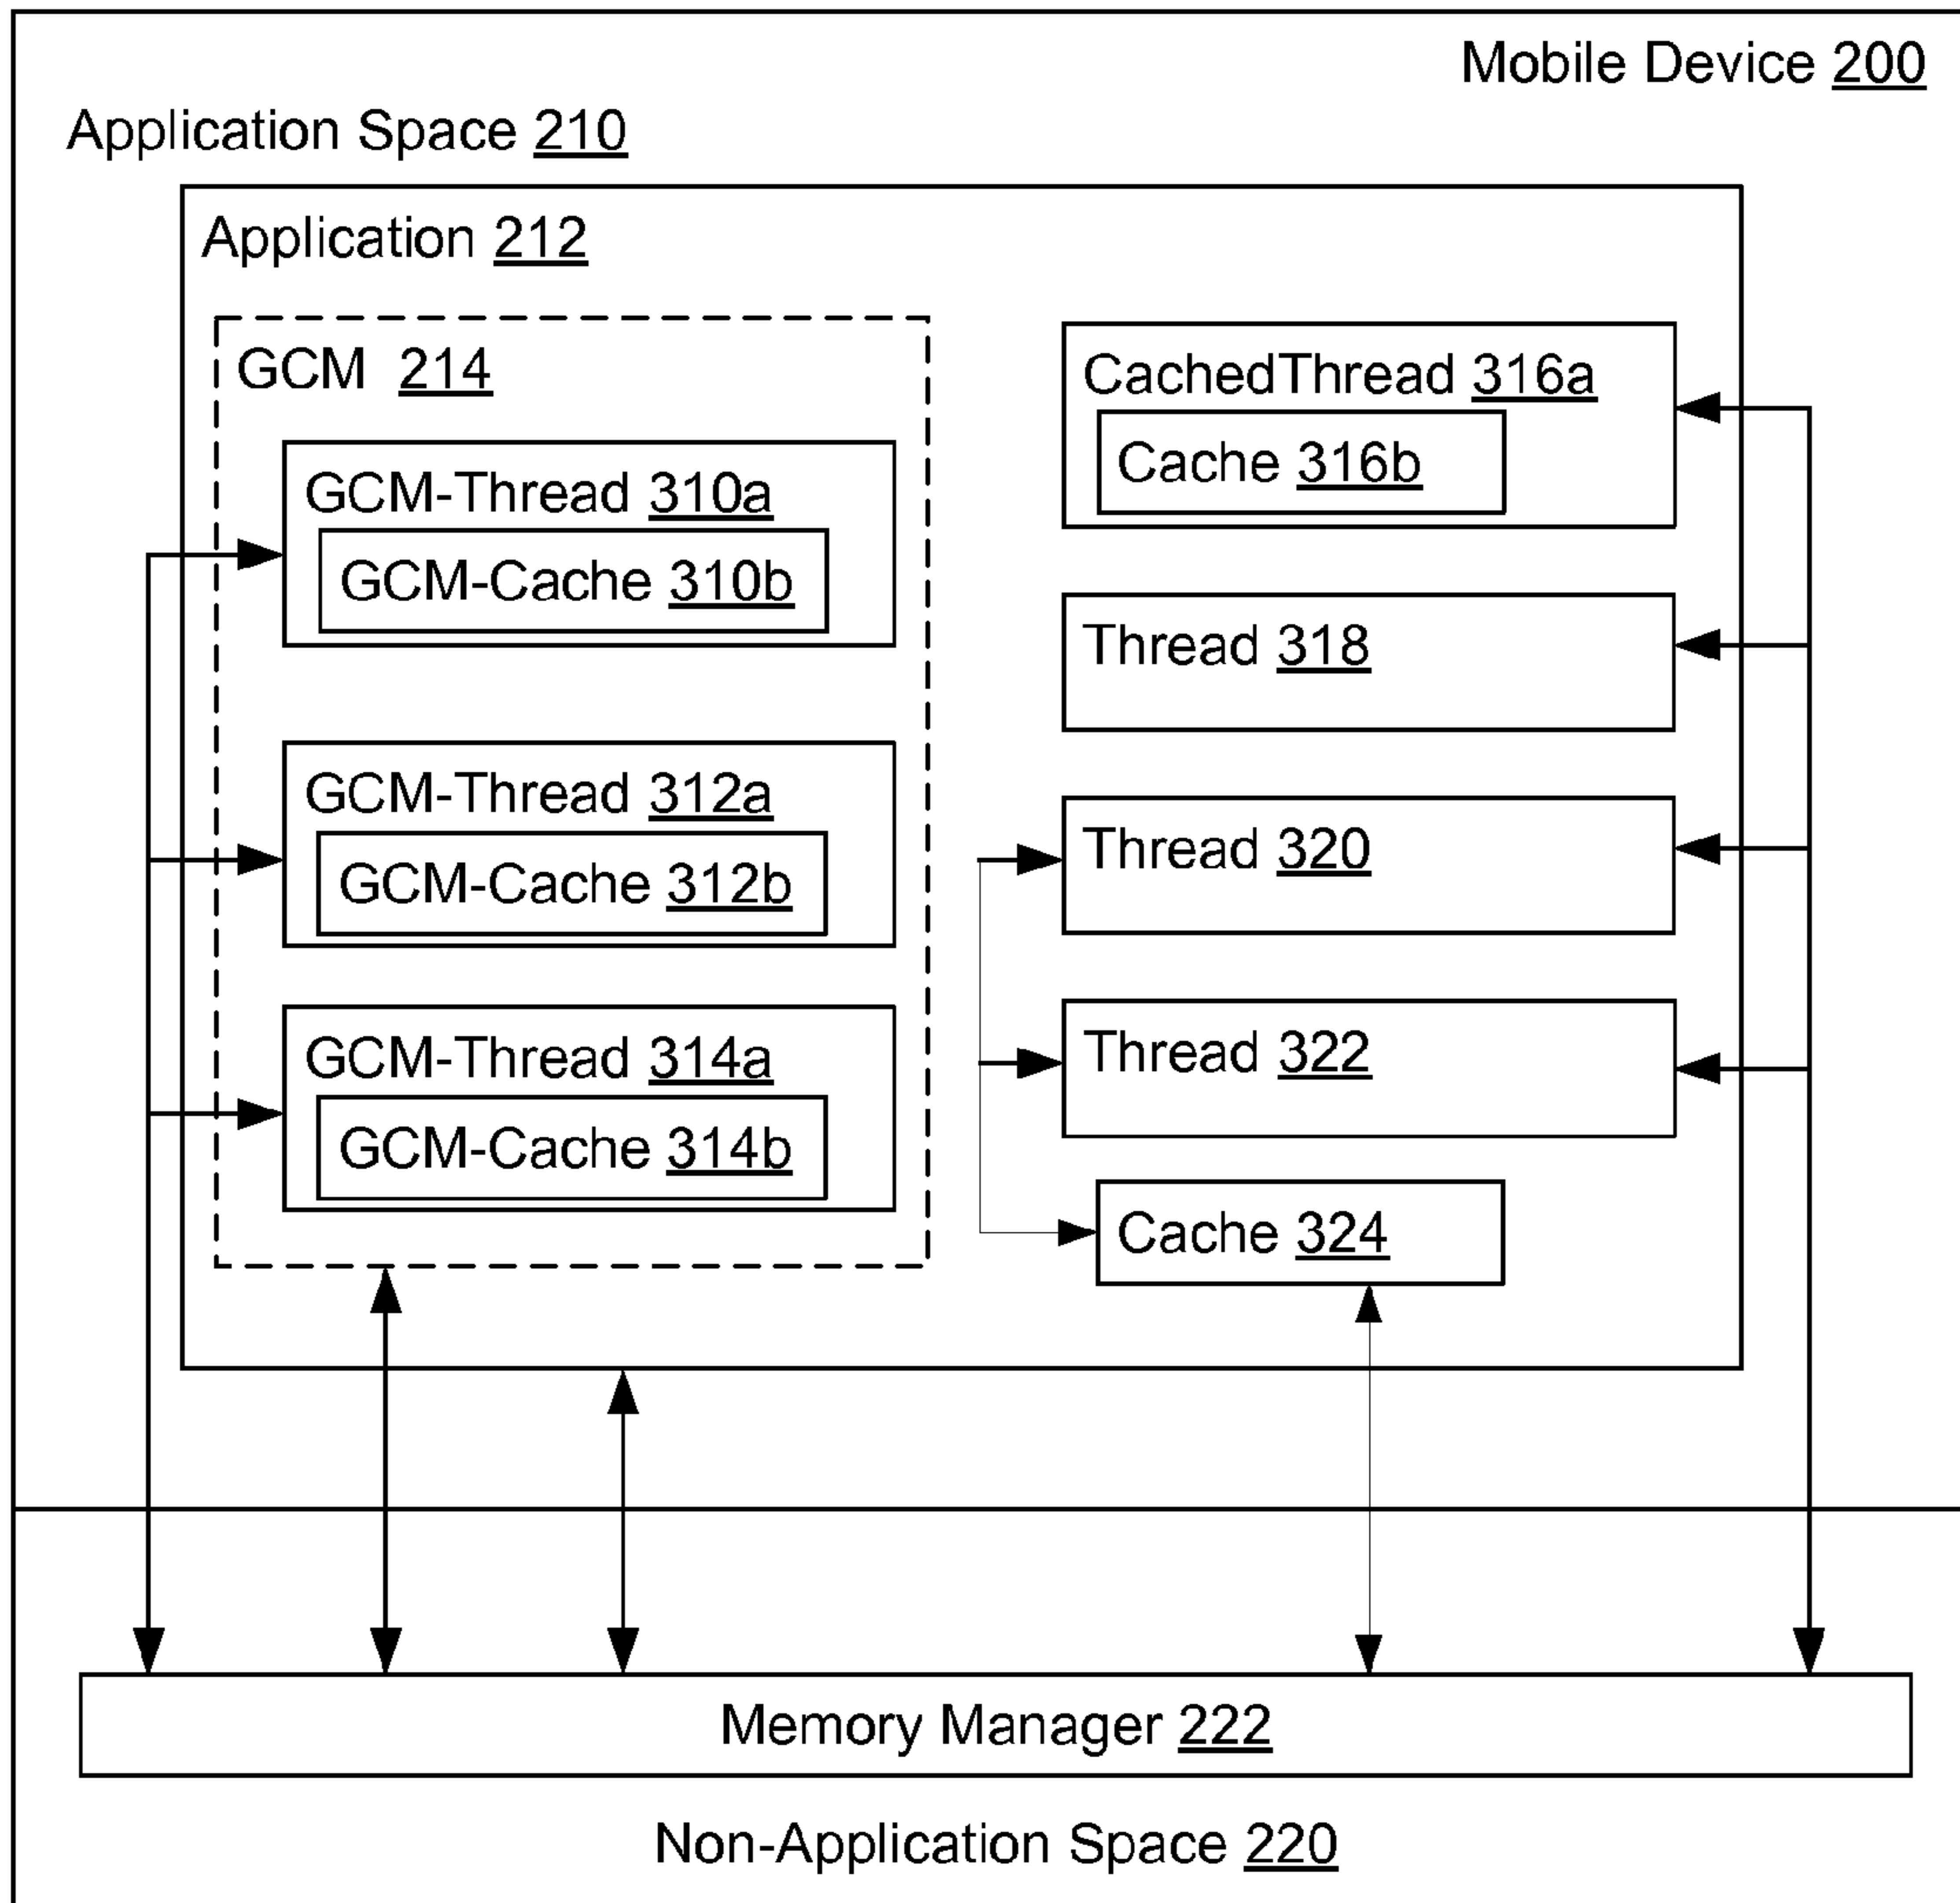 Mobile Device 200
Application Space 210
Application 212
GCM 214
GCM-Thread 310a
GCM-Cache 310b
GCM-Thread 312a
GCM-Cache 312b
GCM-Thread 314a
GCM-Cache 314b
CachedThread 316a
Cache 316b
Thread 318
Thread 320
Thread 322
Cache 324
Memory Manager 222
Non-Application Space 220